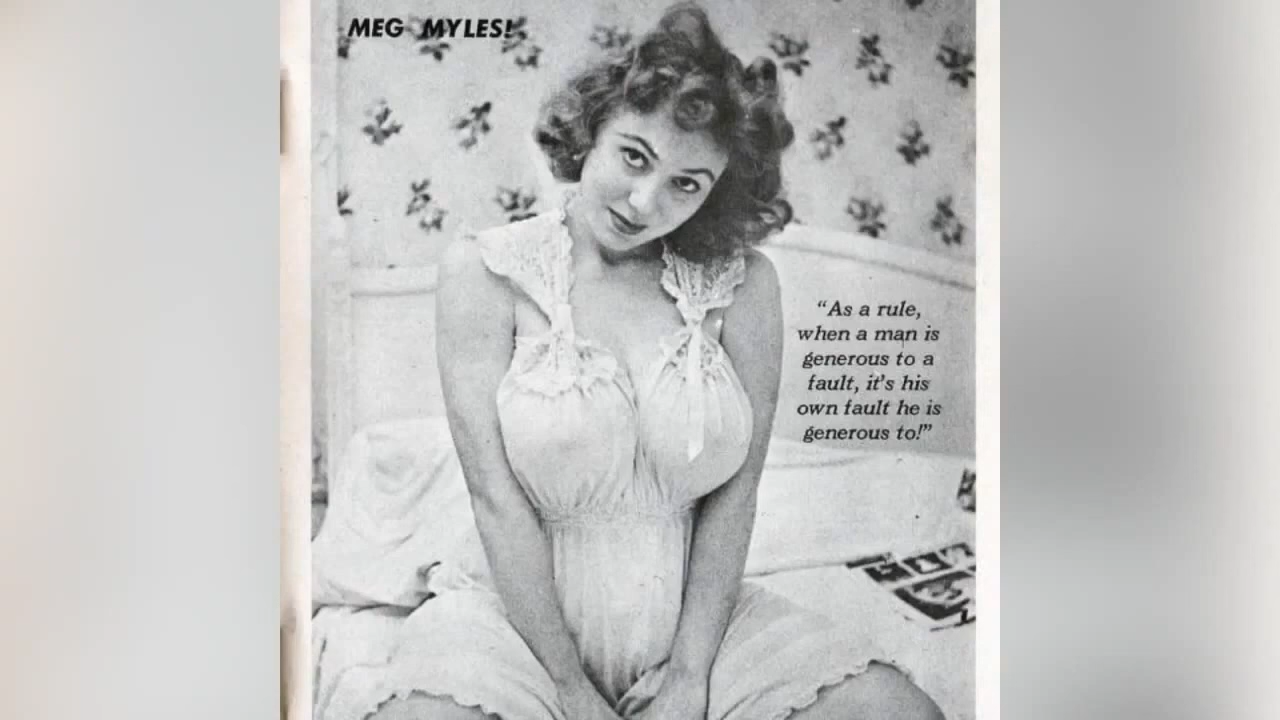 MEG MYLES!
“As a rule,
when a man is
generous to a
fault, it's his
own fault he is
generous to!”